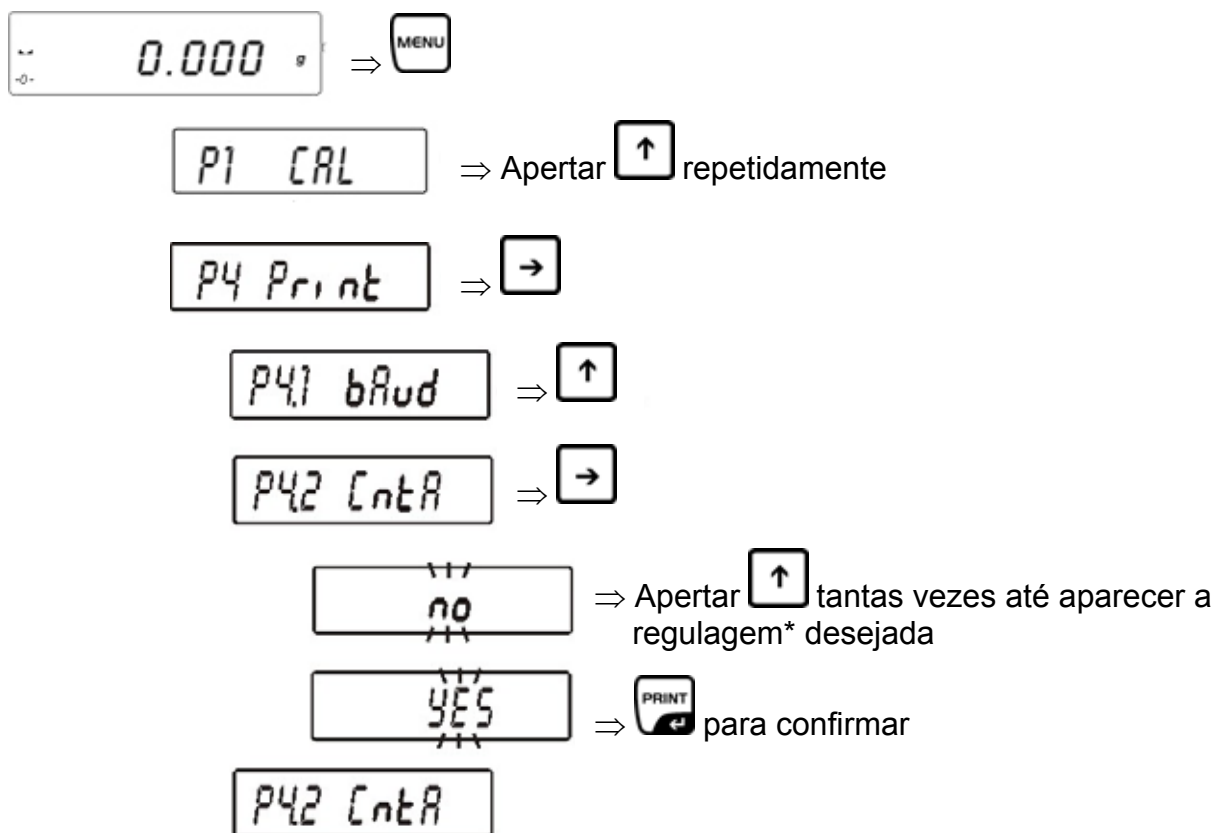 0.000 g ⇒ MENU
-0-
P1 CAL ⇒ Apertar ↑ repetidamente
P4 Print ⇒ →
P4.1 bAud ⇒ ↑
P4.2 CntA ⇒ →
no ⇒ Apertar ↑ tantas vezes até aparecer a
regulagem* desejada
YES ⇒ PRINT ↵ para confirmar
P4.2 CntA